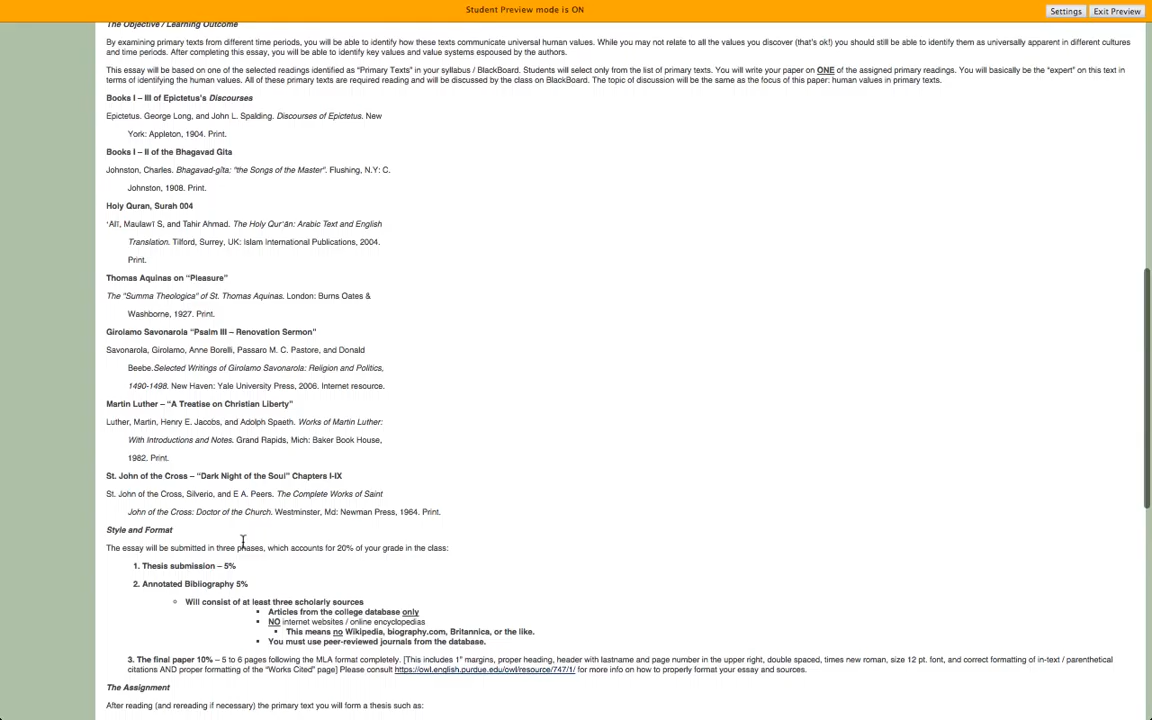 Student Preview mode is ON
Settings
Exit Preview
The Objective / Learning Outcome
By examining primary texts from different time periods, you will be able to identify how these texts communicate universal human values. While you may not relate to all the values you discover (that's ok!) you should still be able to identify them as universally apparent in different cultures
and time periods. After completing this essay, you will be able to identify key values and value systems espoused by the authors.
This essay will be based on one of the selected readings identified as "Primary Texts" in your syllabus / BlackBoard. Students will select only from the list of primary texts. You will write your paper on ONE of the assigned primary readings. You will basically be the "expert" on this text in
terms of identifying the human values. All of these primary texts are required reading and will be discussed by the class on BlackBoard. The topic of discussion will be the same as the focus of this paper: human values in primary texts.
Books I – III of Epictetus's Discourses
Epictetus. George Long, and John L. Spalding. Discourses of Epictetus. New
York: Appleton, 1904. Print.
Books I – II of the Bhagavad Gita
Johnston, Charles. Bhagavad-gîta: "the Songs of the Master". Flushing, N.Y: C.
Johnston, 1908. Print.
Holy Quran, Surah 004
ʻAlī, Maulawī S, and Tahir Ahmad. The Holy Qurʼān: Arabic Text and English
Translation. Tilford, Surrey, UK: Islam International Publications, 2004.
Print.
Thomas Aquinas on "Pleasure"
The "Summa Theologica" of St. Thomas Aquinas. London: Burns Oates &
Washborne, 1927. Print.
Girolamo Savonarola "Psalm III – Renovation Sermon"
Savonarola, Girolamo, Anne Borelli, Passaro M. C. Pastore, and Donald
Beebe.Selected Writings of Girolamo Savonarola: Religion and Politics,
1490-1498. New Haven: Yale University Press, 2006. Internet resource.
Martin Luther – "A Treatise on Christian Liberty"
Luther, Martin, Henry E. Jacobs, and Adolph Spaeth. Works of Martin Luther:
With Introductions and Notes. Grand Rapids, Mich: Baker Book House,
1982. Print.
St. John of the Cross – "Dark Night of the Soul" Chapters I-IX
St. John of the Cross, Silverio, and E A. Peers. The Complete Works of Saint
John of the Cross: Doctor of the Church. Westminster, Md: Newman Press, 1964. Print.
Style and Format
The essay will be submitted in three phases, which accounts for 20% of your grade in the class:
1. Thesis submission – 5%
2. Annotated Bibliography 5%
Will consist of at least three scholarly sources
Articles from the college database only
NO internet websites / online encyclopedias
This means no Wikipedia, biography.com, Britannica, or the like.
You must use peer-reviewed journals from the database.
3. The final paper 10% – 5 to 6 pages following the MLA format completely. [This includes 1" margins, proper heading, header with lastname and page number in the upper right, double spaced, times new roman, size 12 pt. font, and correct formatting of in-text / parenthetical
citations AND proper formatting of the "Works Cited" page] Please consult https://owl.english.purdue.edu/owl/resource/747/1/ for more info on how to properly format your essay and sources.
The Assignment
After reading (and rereading if necessary) the primary text you will form a thesis such as: